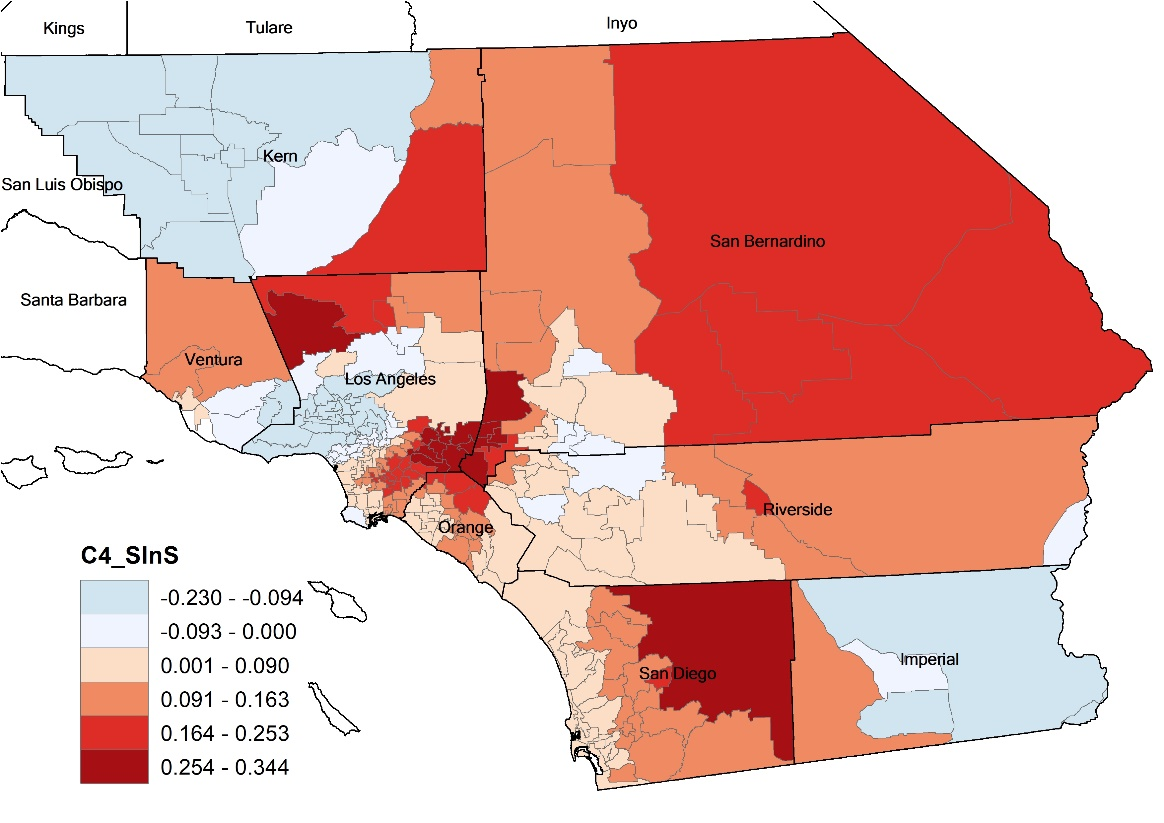 Kings
Tulare
Inyo
Kern
San Luis Obispo
San Bernardino
Santa Barbara
Ventura
Los Angeles
Riverside
Orange
C4_SInS
-0.230 - -0.094
-0.093 - 0.000
0.001 - 0.090
0.091 - 0.163
0.164 - 0.253
0.254 - 0.344
Imperial
San Diego